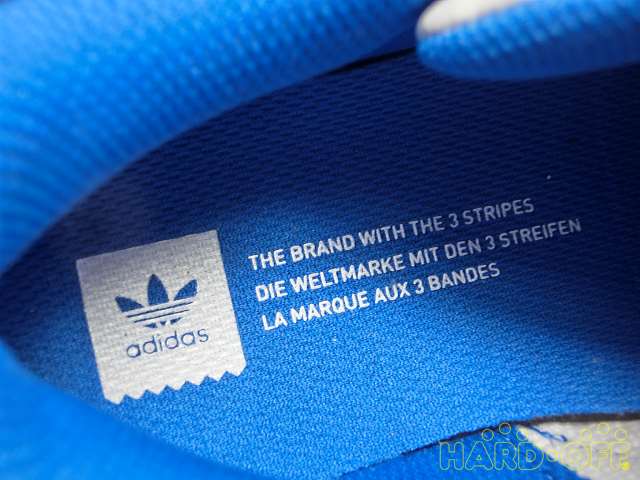 THE BRAND WITH THE 3 STRIPES
DIE WELTMARKE MIT DEN 3 STREIFEN
LA MARQUE AUX 3 BANDES
adidas
HARD-OFF